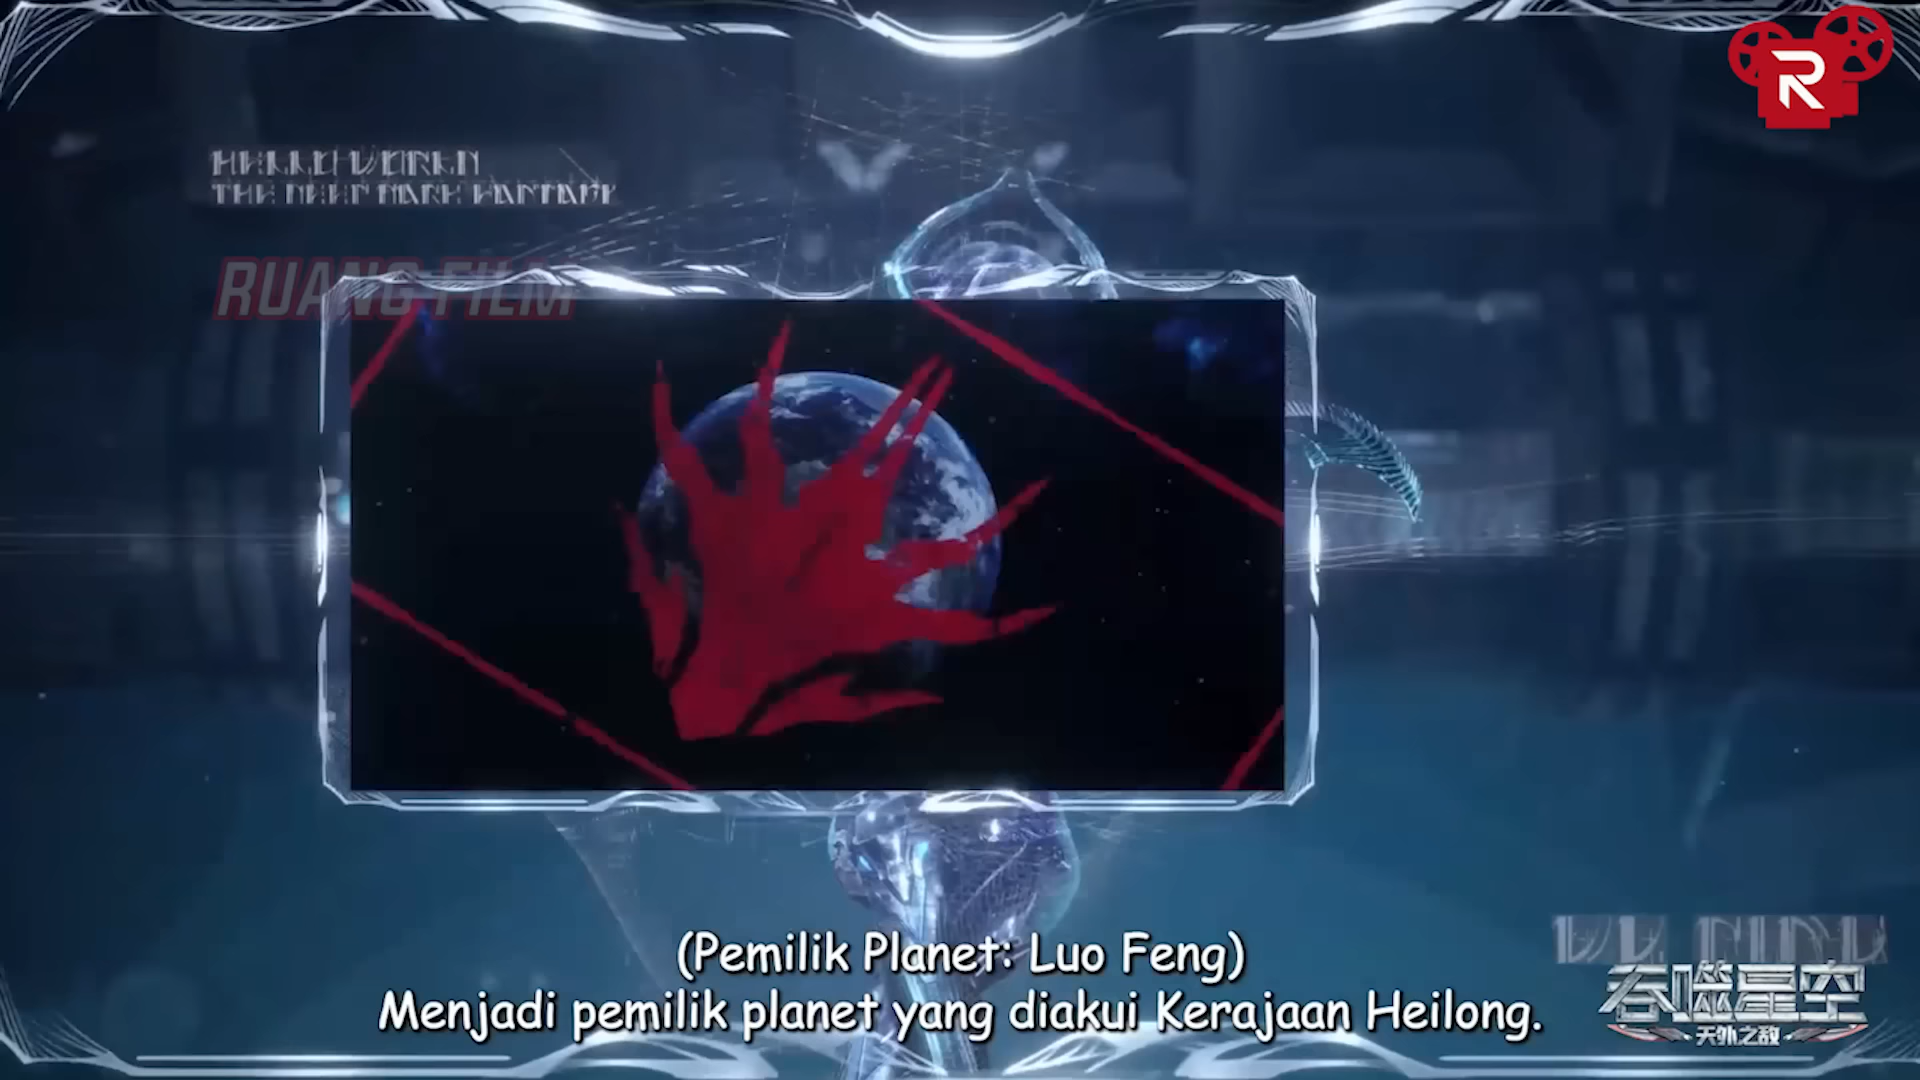 R
RUANG FILM
(Pemilik Planet: Luo Feng)
Menjadi pemilik planet yang diakui Kerajaan Heilong.
吞噬星空
天外之敌